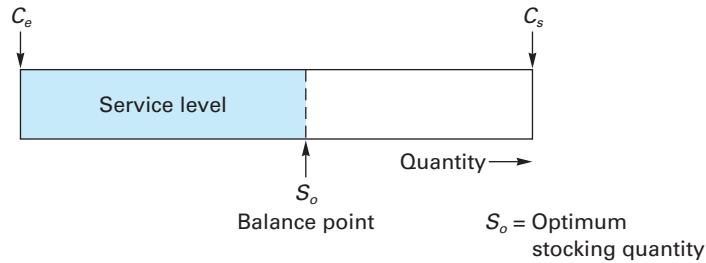 Cₑ
Cₛ
Service level
Quantity
Sₒ
Balance point
Sₒ = Optimum
stocking quantity